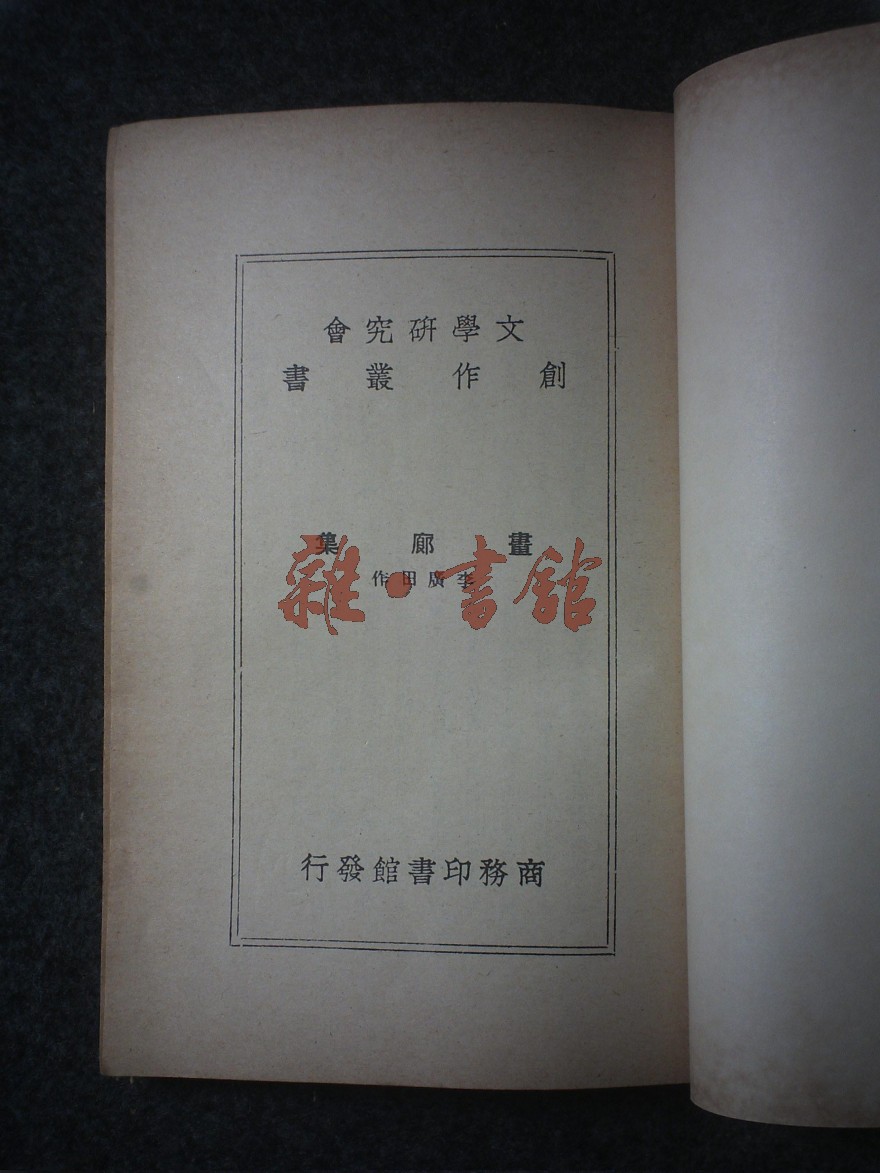 文學研究會
創作叢書
畫廊集
李廣田作
雜·書館
商務印書館發行